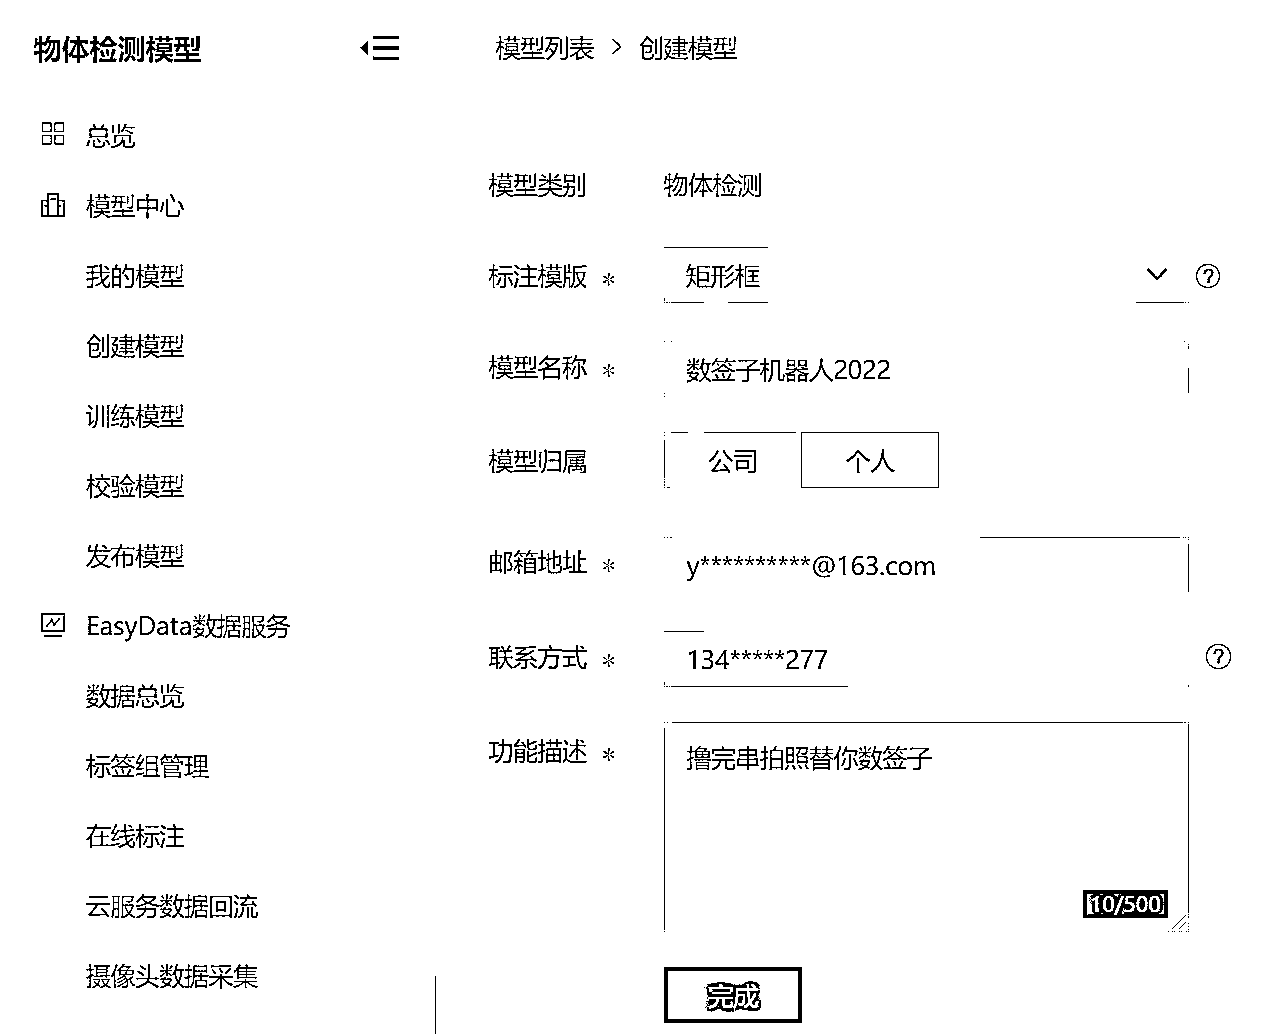 物体检测模型
总览
模型中心
我的模型
创建模型
训练模型
校验模型
发布模型
EasyData数据服务
数据总览
标签组管理
在线标注
云服务数据回流
摄像头数据采集
模型列表 > 创建模型
模型类别 物体检测
标注模版 * 矩形框 ?
模型名称 * 数签子机器人2022
模型归属 公司 个人
邮箱地址 * y**********@163.com
联系方式 * 134*****277 ?
功能描述 * 撸完串拍照替你数签子
10/500
完成